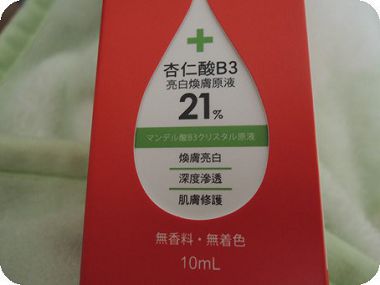 杏仁酸B3
亮白煥膚原液
21%
マンデル酸B3クリスタル原液
煥膚亮白
深度滲透
肌膚修護
無香料・無着色
10mL